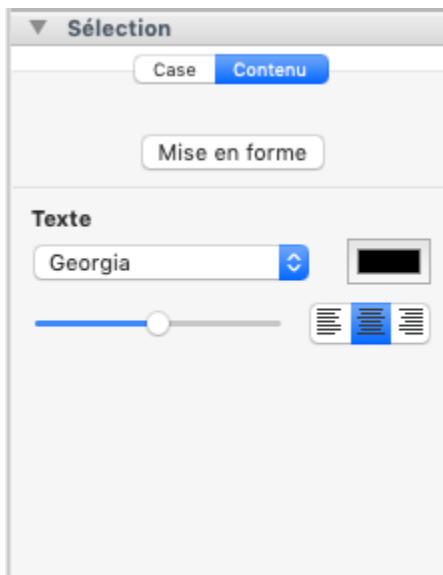 Sélection
Case Contenu
Mise en forme
Texte
Georgia